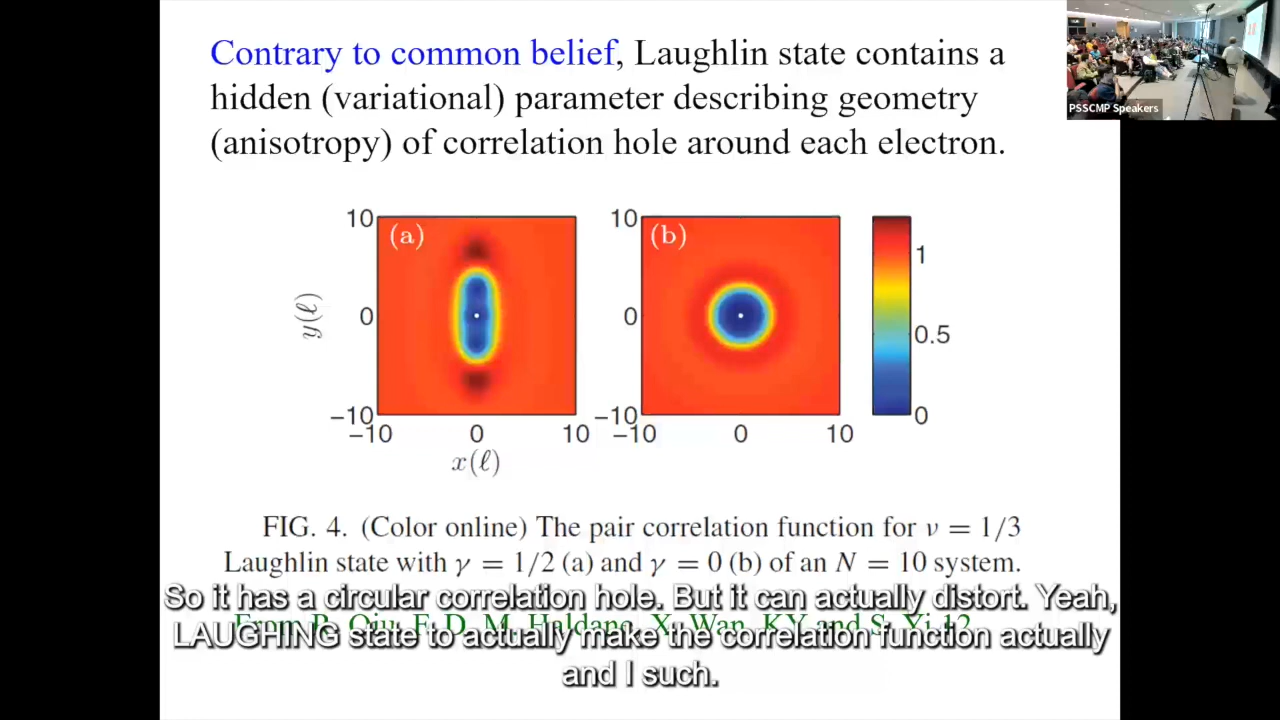 Contrary to common belief, Laughlin state contains a
hidden (variational) parameter describing geometry
(anisotropy) of correlation hole around each electron.
PSSCMP Speakers
10
(a)
0
−10
−10 0 10
y(ℓ)
x(ℓ)
10
(b)
0
−10
−10 0 10
1
0.5
0
FIG. 4. (Color online) The pair correlation function for ν = 1/3
Laughlin state with γ = 1/2 (a) and γ = 0 (b) of an N = 10 system.
From R. Qiu, F. D. M. Haldane, X. Wan, KY and S. Yi 12
So it has a circular correlation hole. But it can actually distort. Yeah,
LAUGHING state to actually make the correlation function actually
and I such.